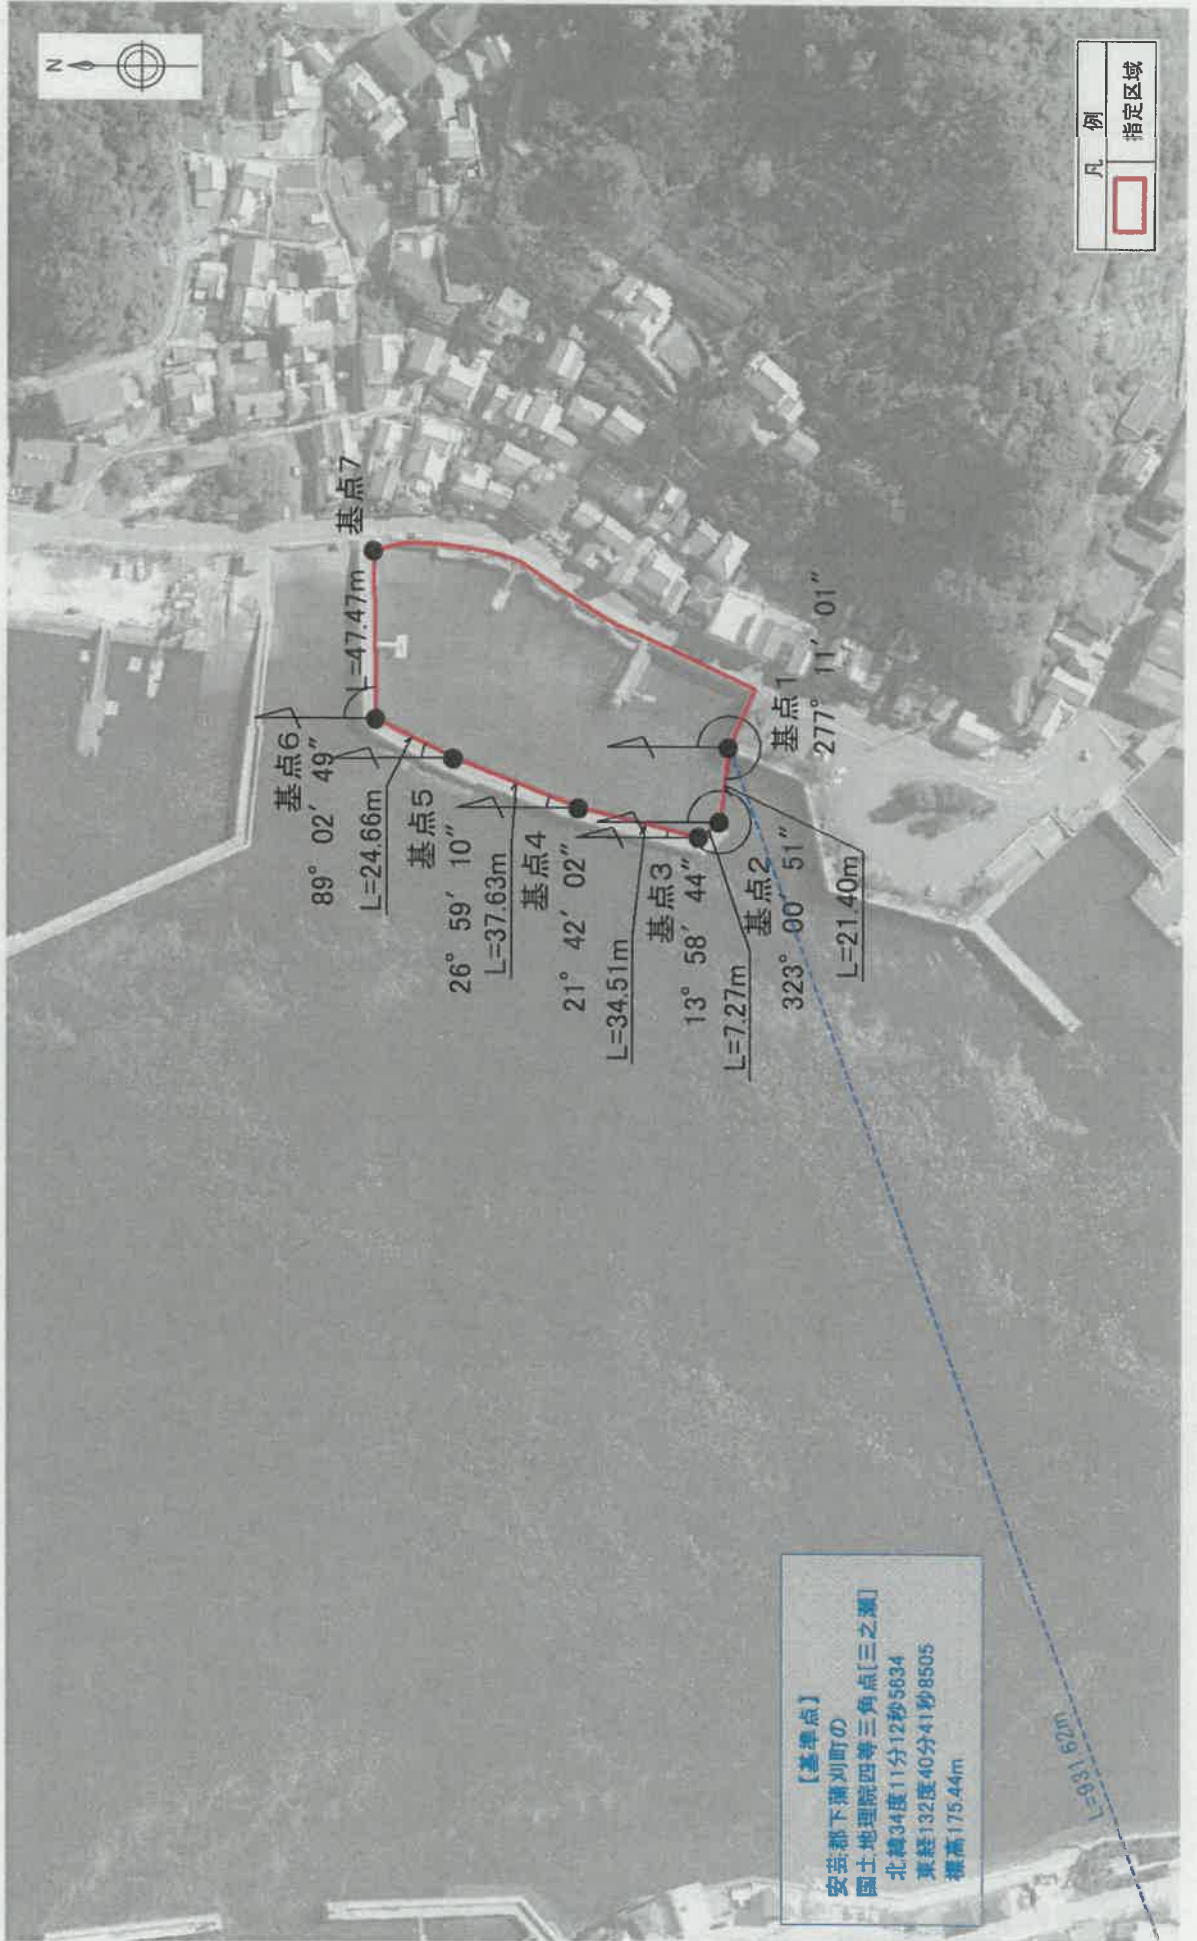 N
凡 例
指定区域
基点7
L=47.47m
基点6
89° 02′ 49″
L=24.66m
基点5
26° 59′ 10″
L=37.63m
基点4
21° 42′ 02″
L=34.51m
基点3
13° 58′ 44″
L=7.27m
基点2
323° 00′ 51″
L=21.40m
基点1
277° 11′ 01″
【基準点】
安芸郡下蒲刈町の
国土地理院四等三角点[三之瀬]
北緯34度11分12秒5634
東経132度40分41秒8505
標高175.44m
L=931.62m